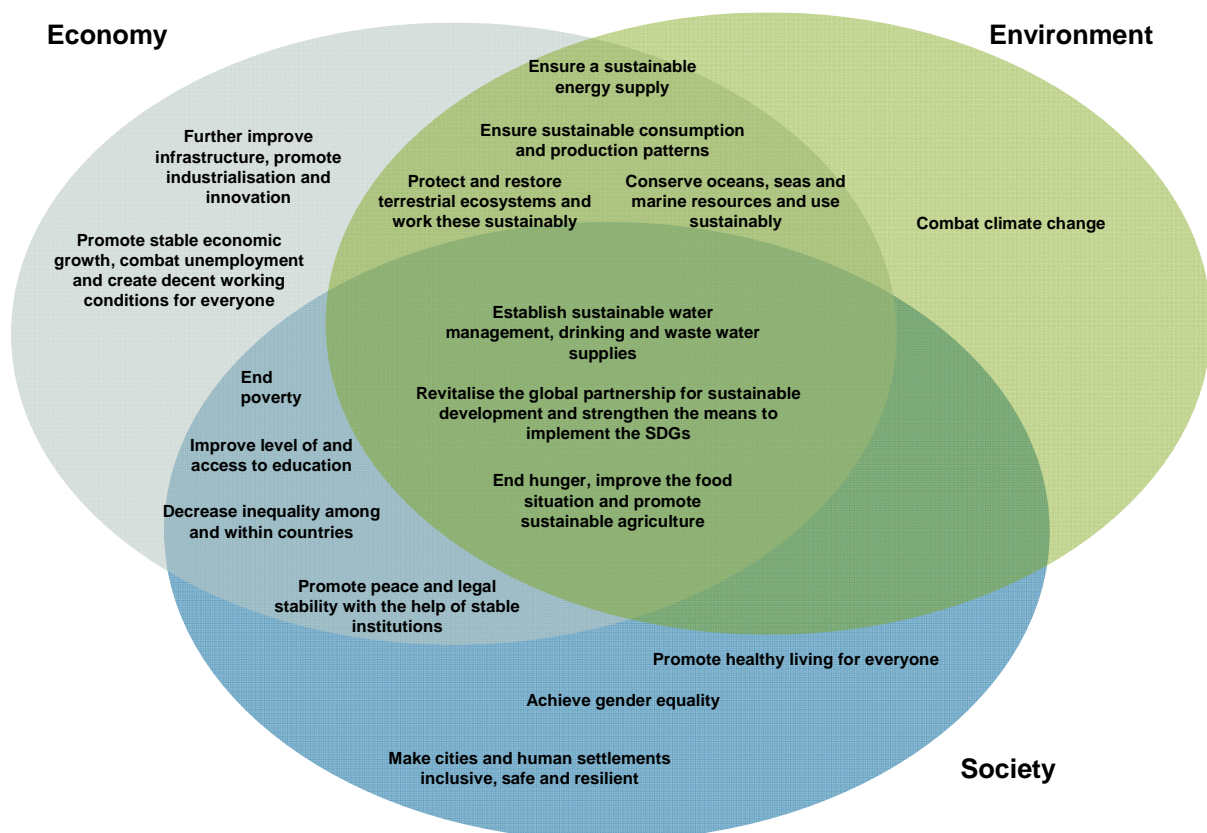 Economy
Environment
Ensure a sustainable
energy supply
Further improve
infrastructure, promote
industrialisation and
innovation
Ensure sustainable consumption
and production patterns
Protect and restore
terrestrial ecosystems and
work these sustainably
Conserve oceans, seas and
marine resources and use
sustainably
Combat climate change
Promote stable economic
growth, combat unemployment
and create decent working
conditions for everyone
Establish sustainable water
management, drinking and waste water
supplies
End
poverty
Revitalise the global partnership for sustainable
development and strengthen the means to
implement the SDGs
Improve level of and
access to education
End hunger, improve the food
situation and promote
sustainable agriculture
Decrease inequality among
and within countries
Promote peace and legal
stability with the help of stable
institutions
Promote healthy living for everyone
Achieve gender equality
Make cities and human settlements
inclusive, safe and resilient
Society